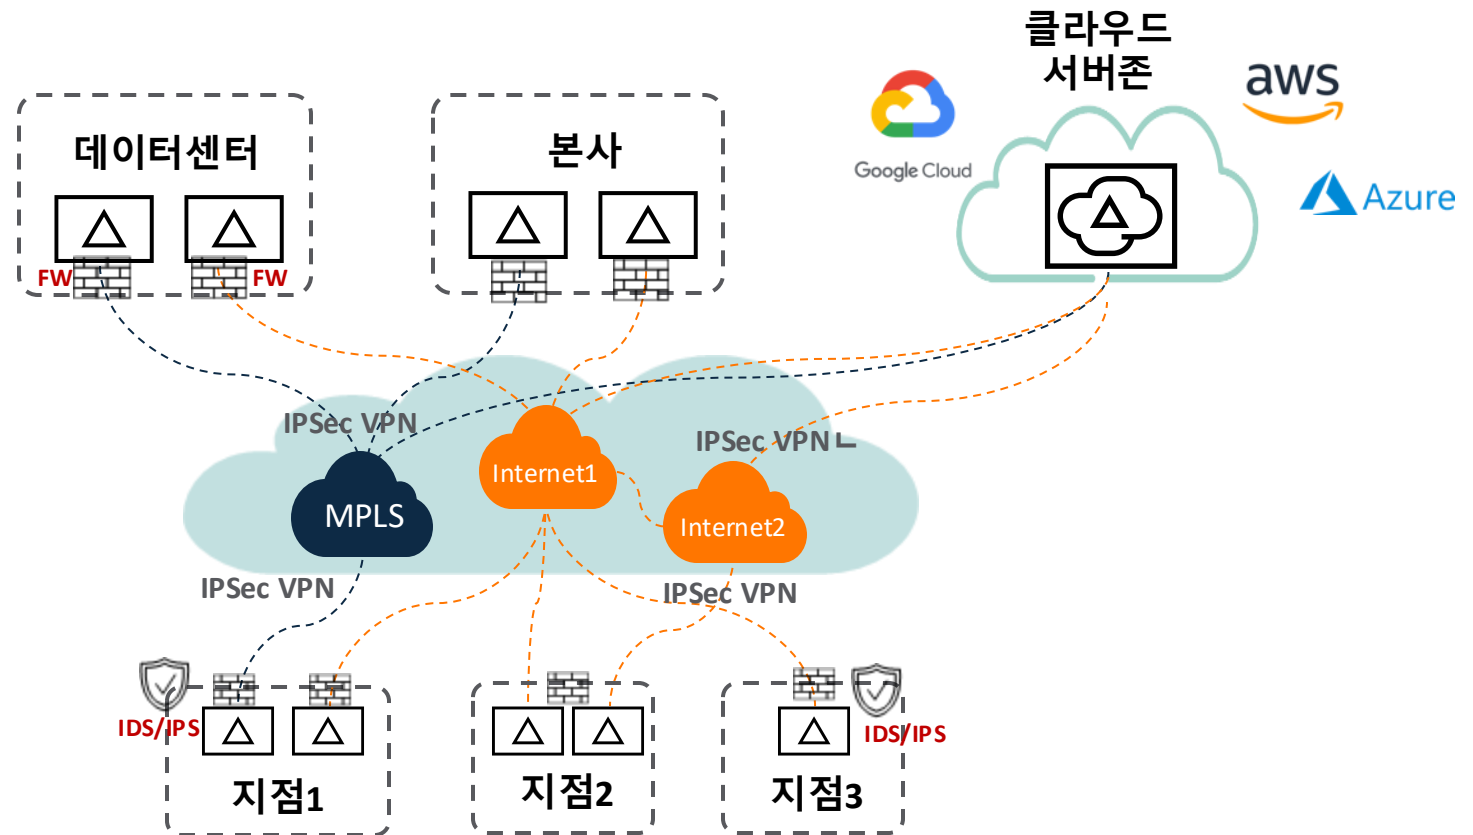 클라우드
서버존
aws
Google Cloud
Azure
데이터센터
본사
FW
FW
IPSec VPN
IPSec VPN
Internet1
MPLS
Internet2
IPSec VPN
IPSec VPN
IDS/IPS
IDS/IPS
지점1
지점2
지점3